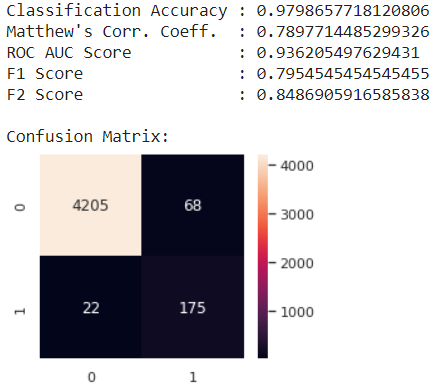 Classification Accuracy : 0.9798657718120806
Matthew's Corr. Coeff. : 0.7897714485299326
ROC AUC Score : 0.936205497629431
F1 Score : 0.7954545454545455
F2 Score : 0.8486905916585838
Confusion Matrix:
4000
0 4205 68
3000
2000
1 22 175
1000
0 1